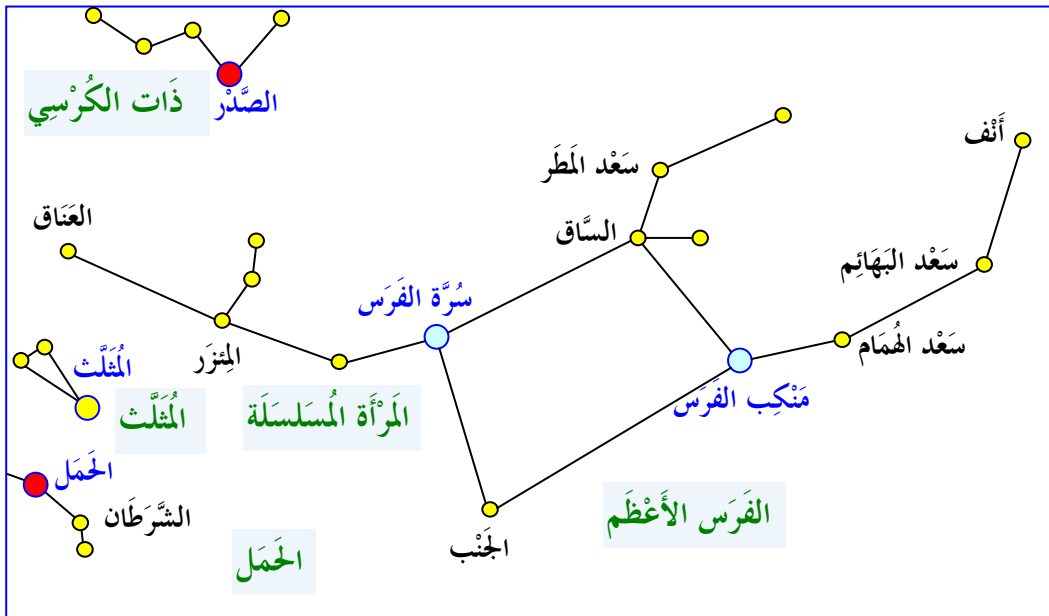 ذَات الكُرْسِي
الصَّدْر
أَنْف
سَعْد المَطَر
العَنَاق
السَّاق
سَعْد البَهَائِم
سُرَّة الفَرَس
سَعْد الهُمَام
المِئزَر
المُثَلَّث
مَنْكِب الفَرَس
المَرْأَة المُسَلسَلَة
المُثَلَّث
الحَمَل
الشَّرَطَان
الفَرَس الأَعْظَم
الجَنْب
الحَمَل